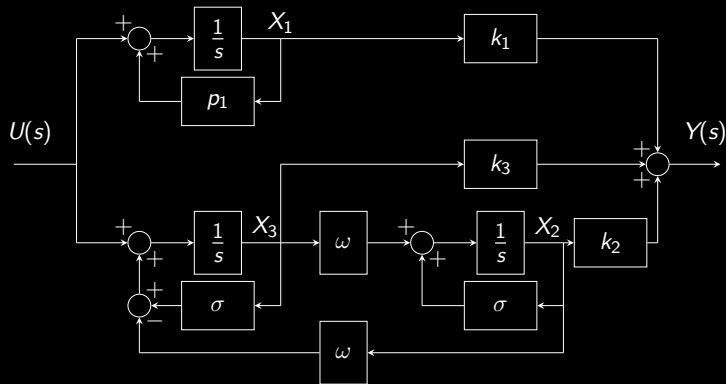 X₁
+
+
1/s
k₁
p₁
U(s)
Y(s)
+
+
k₃
+
+
1/s
X₃
ω
+
+
1/s
X₂
k₂
+
−
σ
σ
ω